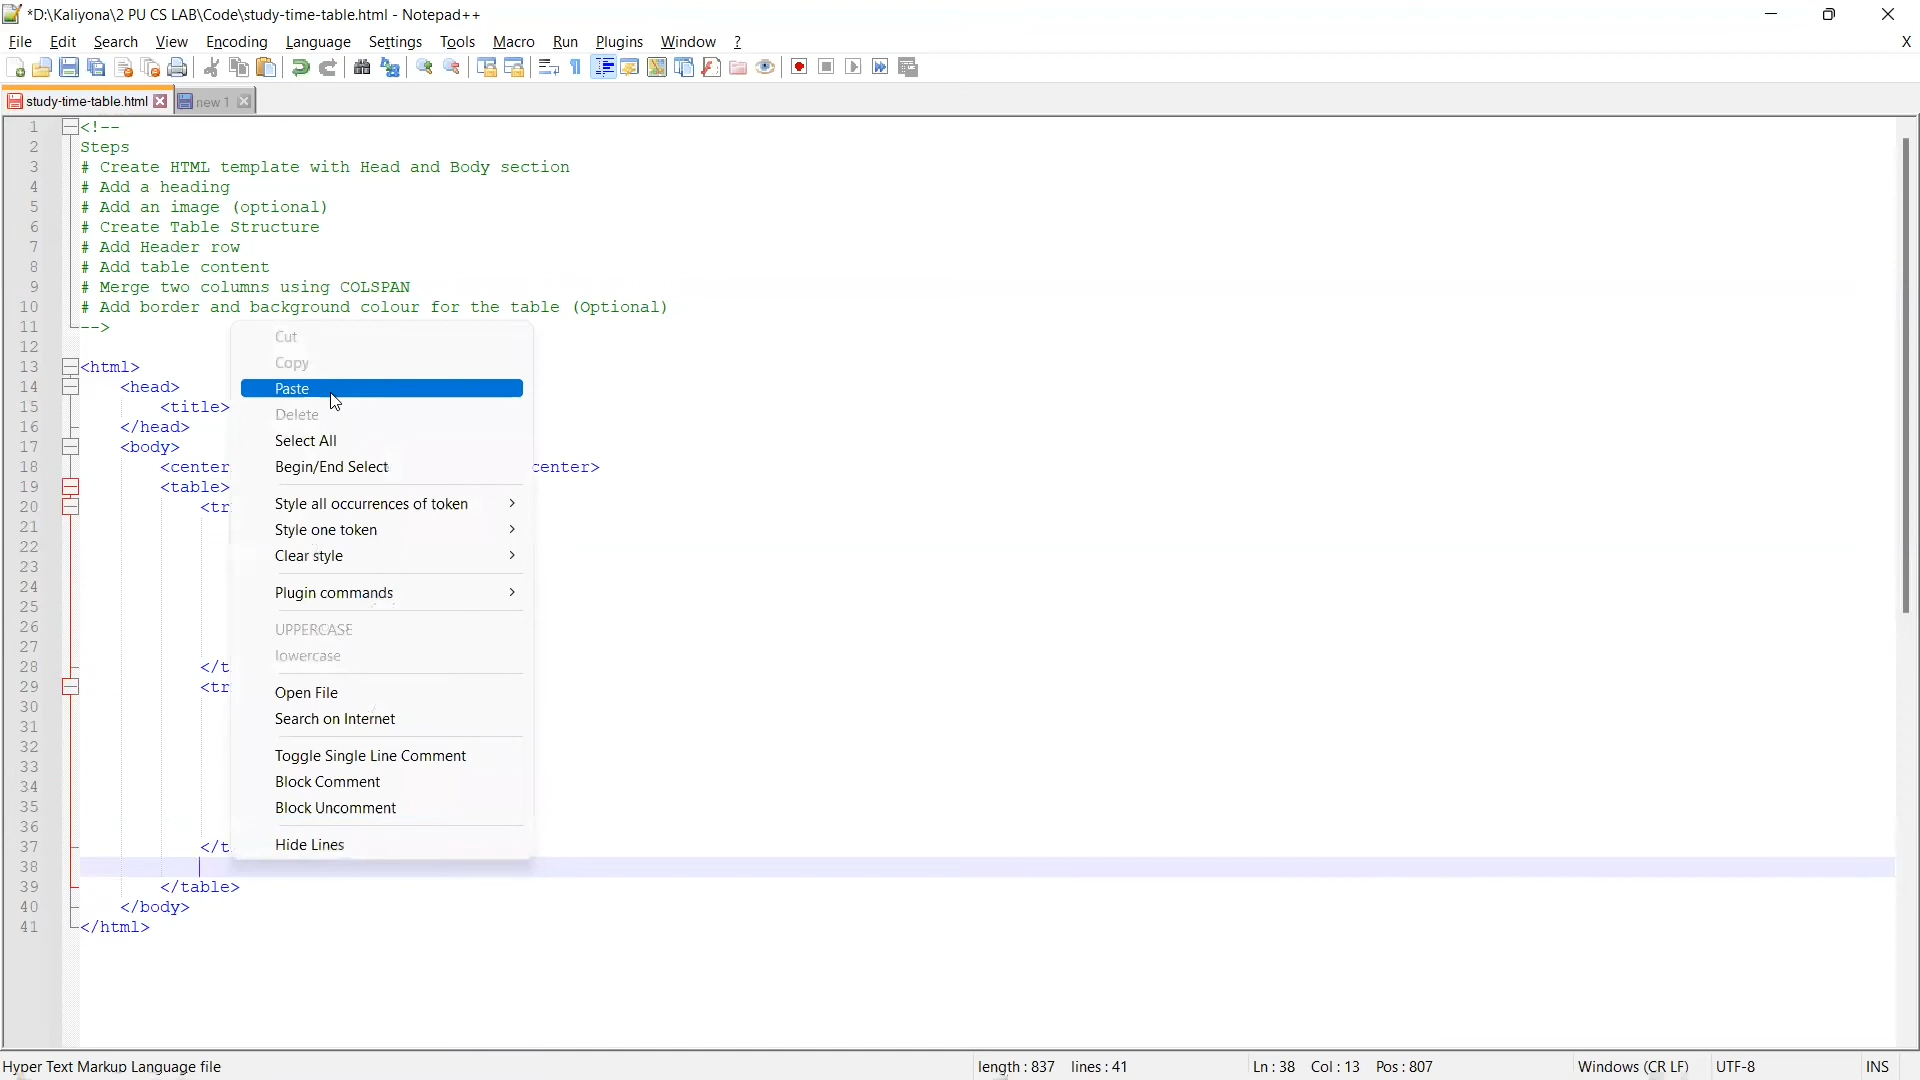 *D:\Kaliyona\2 PU CS LAB\Code\study-time-table.html - Notepad++
File Edit Search View Encoding Language Settings Tools Macro Run Plugins Window ? X
study-time-table.html new 1
1 <!--
2 Steps
3 # Create HTML template with Head and Body section
4 # Add a heading
5 # Add an image (optional)
6 # Create Table Structure
7 # Add Header row
8 # Add table content
9 # Merge two columns using COLSPAN
10 # Add border and background colour for the table (Optional)
11 -->
12
13 <html>
14 <head>
15 <title>
16 </head>
17 <body>
18 <center center>
19 <table>
20 <tr
21
22
23
24
25
26
27
28 </t
29 <tr
30
31
32
33
34
35
36
37 </t
38
39 </table>
40 </body>
41 </html>
Cut
Copy
Paste
Delete
Select All
Begin/End Select
Style all occurrences of token
Style one token
Clear style
Plugin commands
UPPERCASE
lowercase
Open File
Search on Internet
Toggle Single Line Comment
Block Comment
Block Uncomment
Hide Lines
Hyper Text Markup Language file length : 837 lines : 41 Ln : 38 Col : 13 Pos : 807 Windows (CR LF) UTF-8 INS